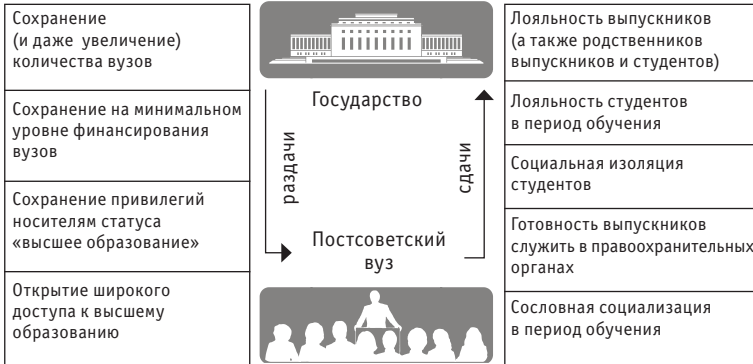 Сохранение
(и даже увеличение)
количества вузов
Сохранение на минимальном
уровне финансирования
вузов
Сохранение привилегий
носителям статуса
«высшее образование»
Открытие широкого
доступа к высшему
образованию
Государство
раздачи
сдачи
Постсоветский
вуз
Лояльность выпускников
(а также родственников
выпускников и студентов)
Лояльность студентов
в период обучения
Социальная изоляция
студентов
Готовность выпускников
служить в правоохранительных
органах
Сословная социализация
в период обучения